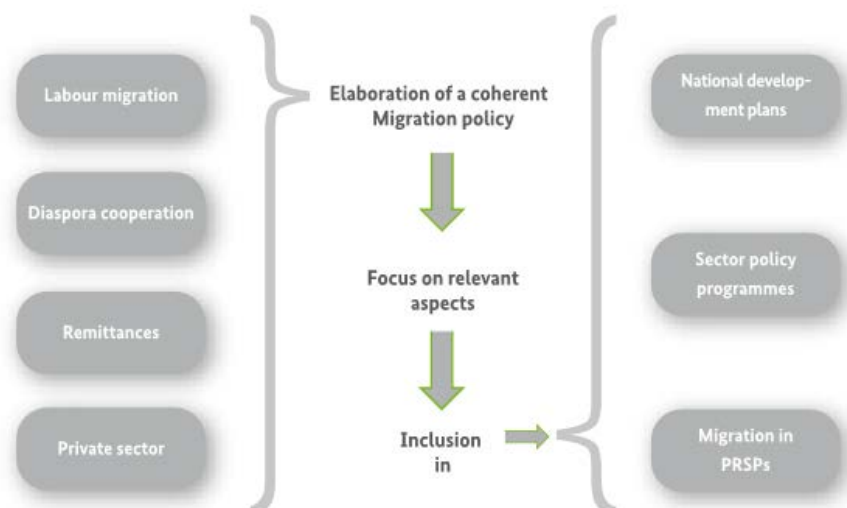 Labour migration
Diaspora cooperation
Remittances
Private sector
Elaboration of a coherent
Migration policy
Focus on relevant
aspects
Inclusion
in
National develop-
ment plans
Sector policy
programmes
Migration in
PRSPs